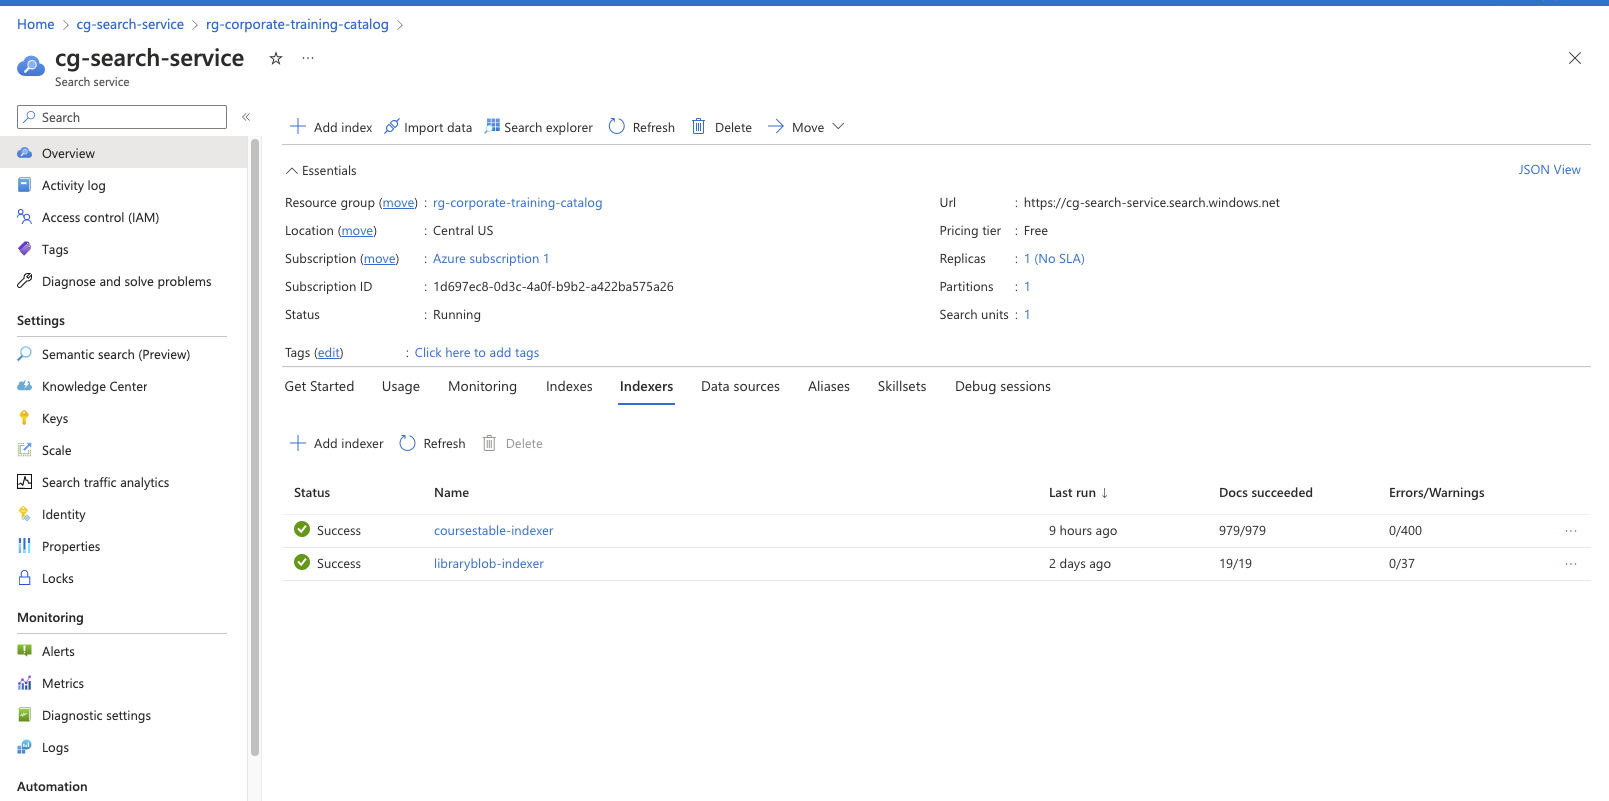 Home > cg-search-service > rg-corporate-training-catalog >
cg-search-service
Search service
Search
Overview
Activity log
Access control (IAM)
Tags
Diagnose and solve problems
Settings
Semantic search (Preview)
Knowledge Center
Keys
Scale
Search traffic analytics
Identity
Properties
Locks
Monitoring
Alerts
Metrics
Diagnostic settings
Logs
Automation
Add index Import data Search explorer Refresh Delete Move
Essentials JSON View
Resource group (move) : rg-corporate-training-catalog
Location (move) : Central US
Subscription (move) : Azure subscription 1
Subscription ID : 1d697ec8-0d3c-4a0f-b9b2-a422ba575a26
Status : Running
Url : https://cg-search-service.search.windows.net
Pricing tier : Free
Replicas : 1 (No SLA)
Partitions : 1
Search units : 1
Tags (edit) : Click here to add tags
Get Started Usage Monitoring Indexes Indexers Data sources Aliases Skillsets Debug sessions
Add indexer Refresh Delete
Status Name Last run ↓ Docs succeeded Errors/Warnings
Success coursestable-indexer 9 hours ago 979/979 0/400
Success libraryblob-indexer 2 days ago 19/19 0/37